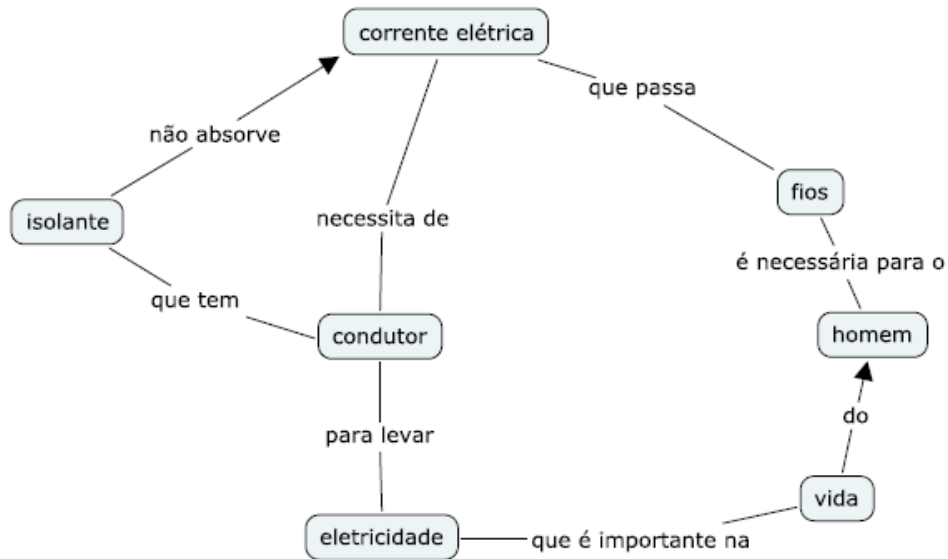 corrente elétrica
que passa
não absorve
fios
isolante
necessita de
é necessária para o
que tem
condutor
homem
para levar
do
vida
eletricidade
que é importante na